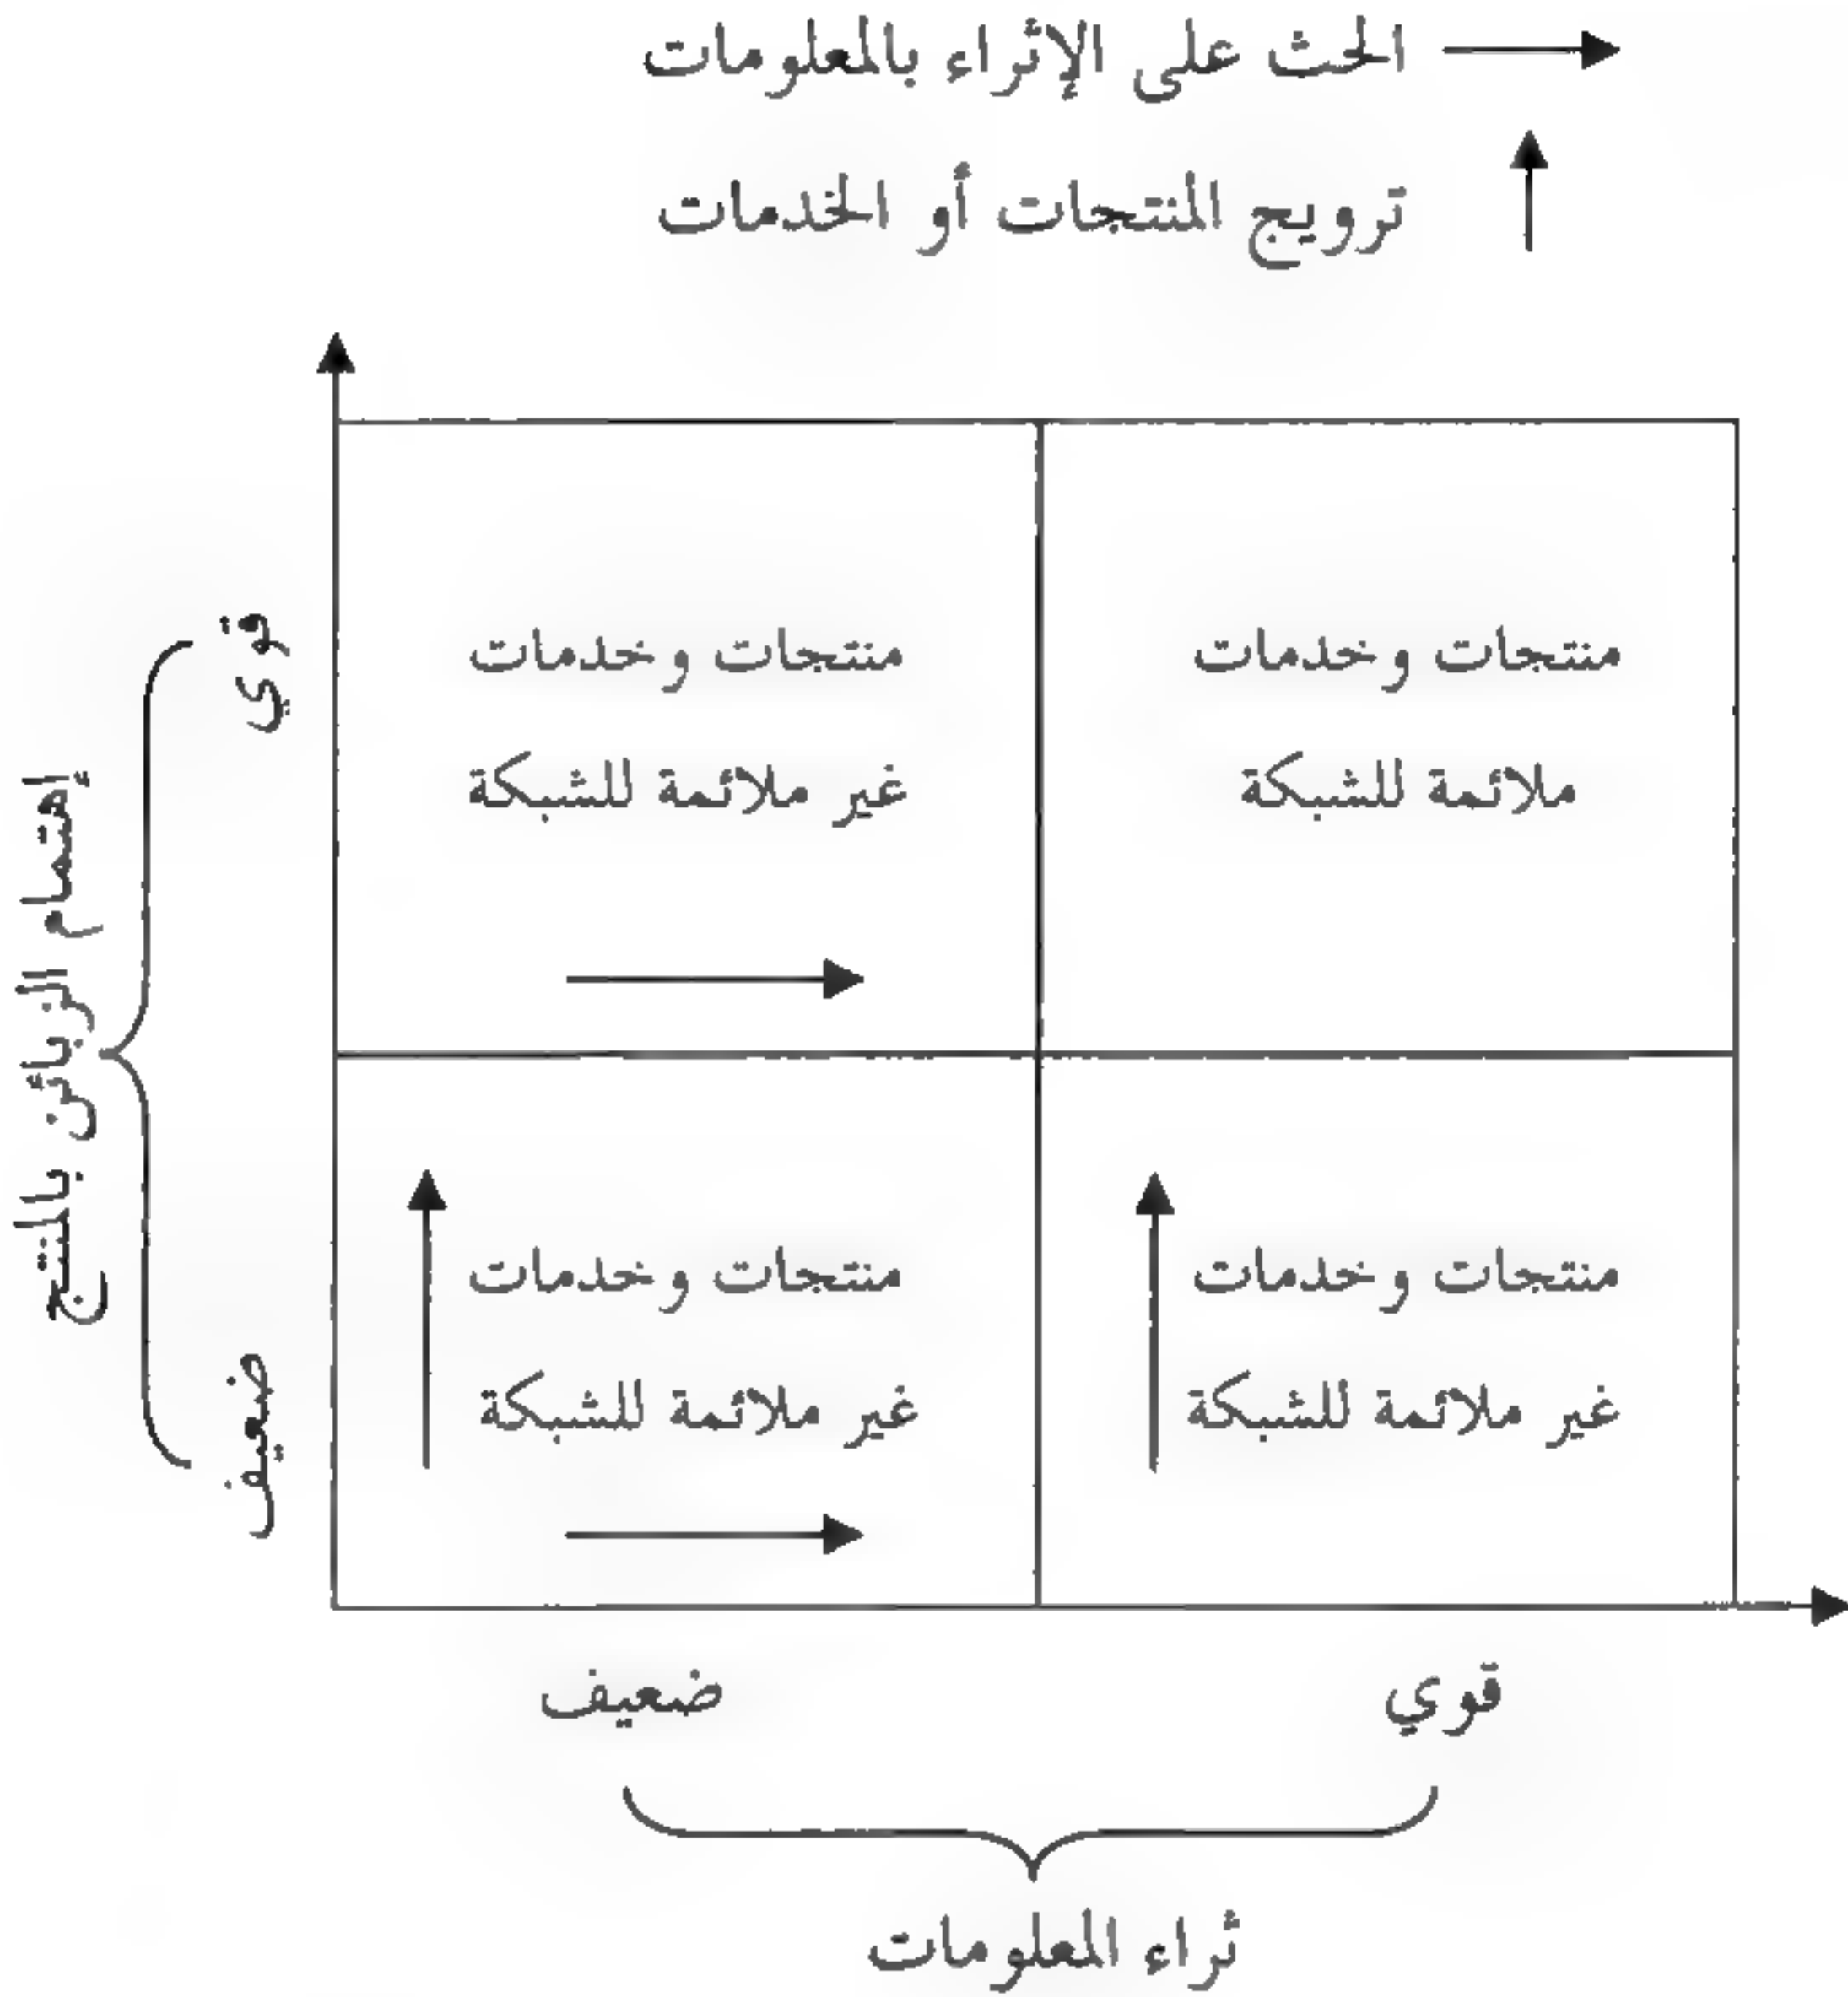 الحث على الإثراء بالمعلومات
ترويج المنتجات أو الخدمات
إهتمام الزبائن بالمنتج
قوي
ضعيف
منتجات وخدمات
ملائمة للشبكة
منتجات وخدمات
غير ملائمة للشبكة
منتجات وخدمات
غير ملائمة للشبكة
منتجات وخدمات
غير ملائمة للشبكة
قوي
ضعيف
ثراء المعلومات